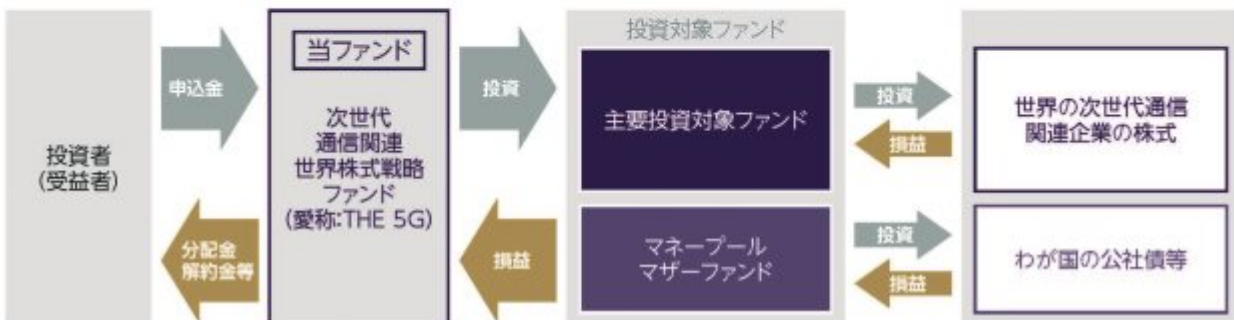 投資者
(受益者)
申込金
分配金
解約金等
当ファンド
次世代
通信関連
世界株式戦略
ファンド
(愛称:THE 5G)
投資
損益
投資対象ファンド
主要投資対象ファンド
マネープール
マザーファンド
投資
損益
投資
損益
世界の次世代通信
関連企業の株式
わが国の公社債等